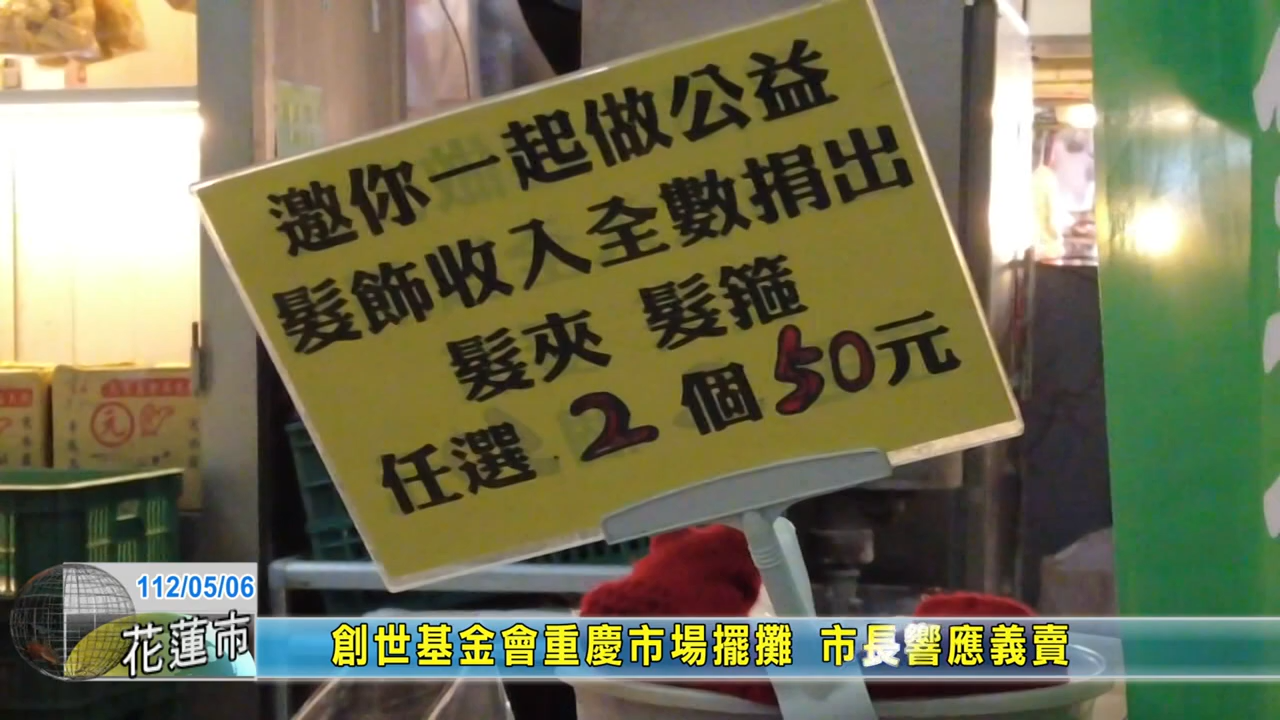 邀你一起做公益
髮飾收入全數捐出
髮夾 髮箍
任選 2 個 50元
元
112/05/06
花蓮市
創世基金會重慶市場擺攤 市長響應義賣